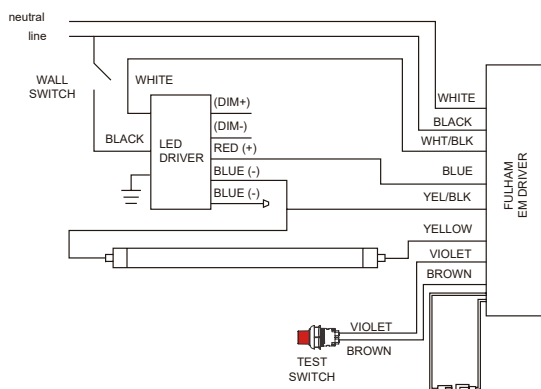 neutral
line
WALL
SWITCH
WHITE
BLACK
LED
DRIVER
(DIM+)
(DIM-)
RED (+)
BLUE (-)
BLUE (-)
WHITE
BLACK
WHT/BLK
BLUE
YEL/BLK
YELLOW
VIOLET
BROWN
FULHAM
EM DRIVER
VIOLET
BROWN
TEST
SWITCH